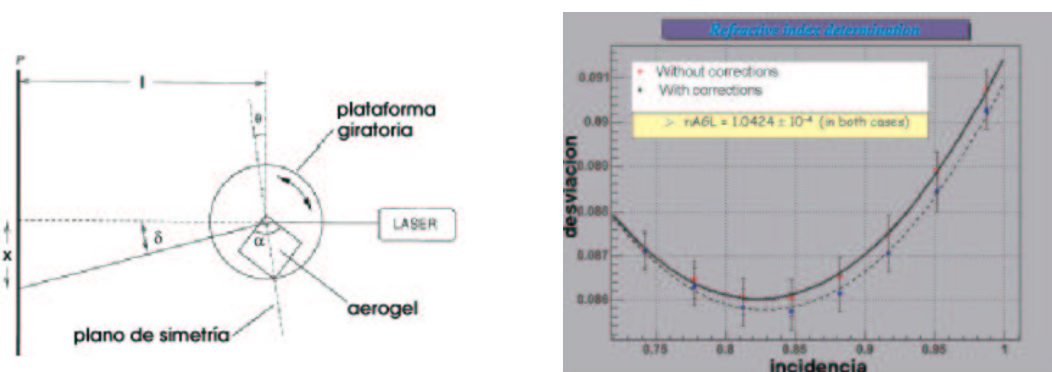 P
l
θ
plataforma
giratoria
LASER
x
δ
α
aerogel
plano de simetría
Refractive index determination
Without corrections
With corrections
> nAGL = 1.0424 ± 10⁻⁴ (in both cases)
desviacion
0.091
0.09
0.089
0.088
0.087
0.086
0.75
0.8
0.85
0.9
0.95
1
incidencia